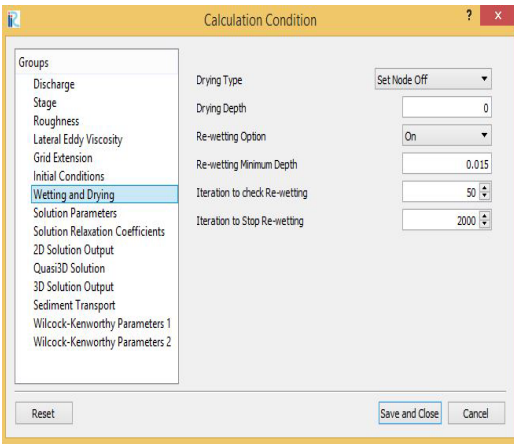 iRC
Calculation Condition
?
x
Groups
Discharge
Stage
Roughness
Lateral Eddy Viscosity
Grid Extension
Initial Conditions
Wetting and Drying
Solution Parameters
Solution Relaxation Coefficients
2D Solution Output
Quasi3D Solution
3D Solution Output
Sediment Transport
Wilcock-Kenworthy Parameters 1
Wilcock-Kenworthy Parameters 2
Drying Type Set Node Off
Drying Depth 0
Re-wetting Option On
Re-wetting Minimum Depth 0.015
Iteration to check Re-wetting 50
Iteration to Stop Re-wetting 2000
Reset Save and Close Cancel